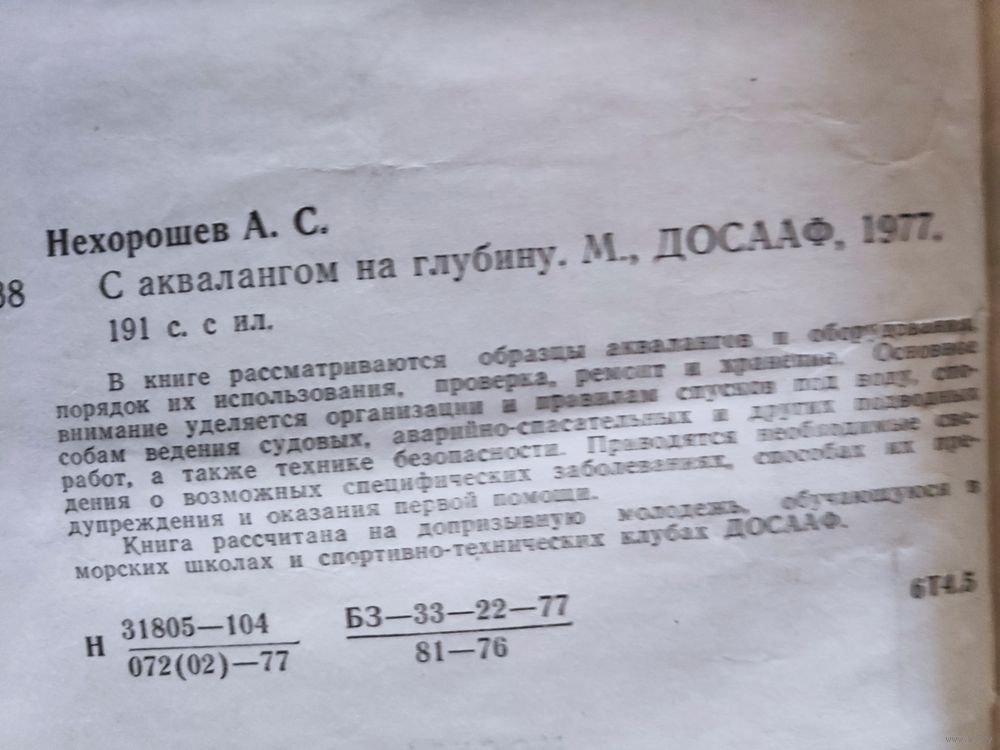 Нехорошев А. С.
38 С аквалангом на глубину. М., ДОСААФ, 1977.
191 с. с ил.
В книге рассматриваются образцы аквалангов и оборудования,
порядок их использования, проверка, ремонт и хранение. Основное
внимание уделяется организации и правилам спусков под воду, спо-
собам ведения судовых, аварийно-спасательных и других подводных
работ, а также технике безопасности. Приводятся необходимые све-
дения о возможных специфических заболеваниях, способах их пре-
дупреждения и оказания первой помощи.
Книга рассчитана на допризывную молодежь, обучающуюся в
морских школах и спортивно-технических клубах ДОСААФ.
Н 31805—104 БЗ—33—22—77 6Т4.5
072(02)—77 81—76